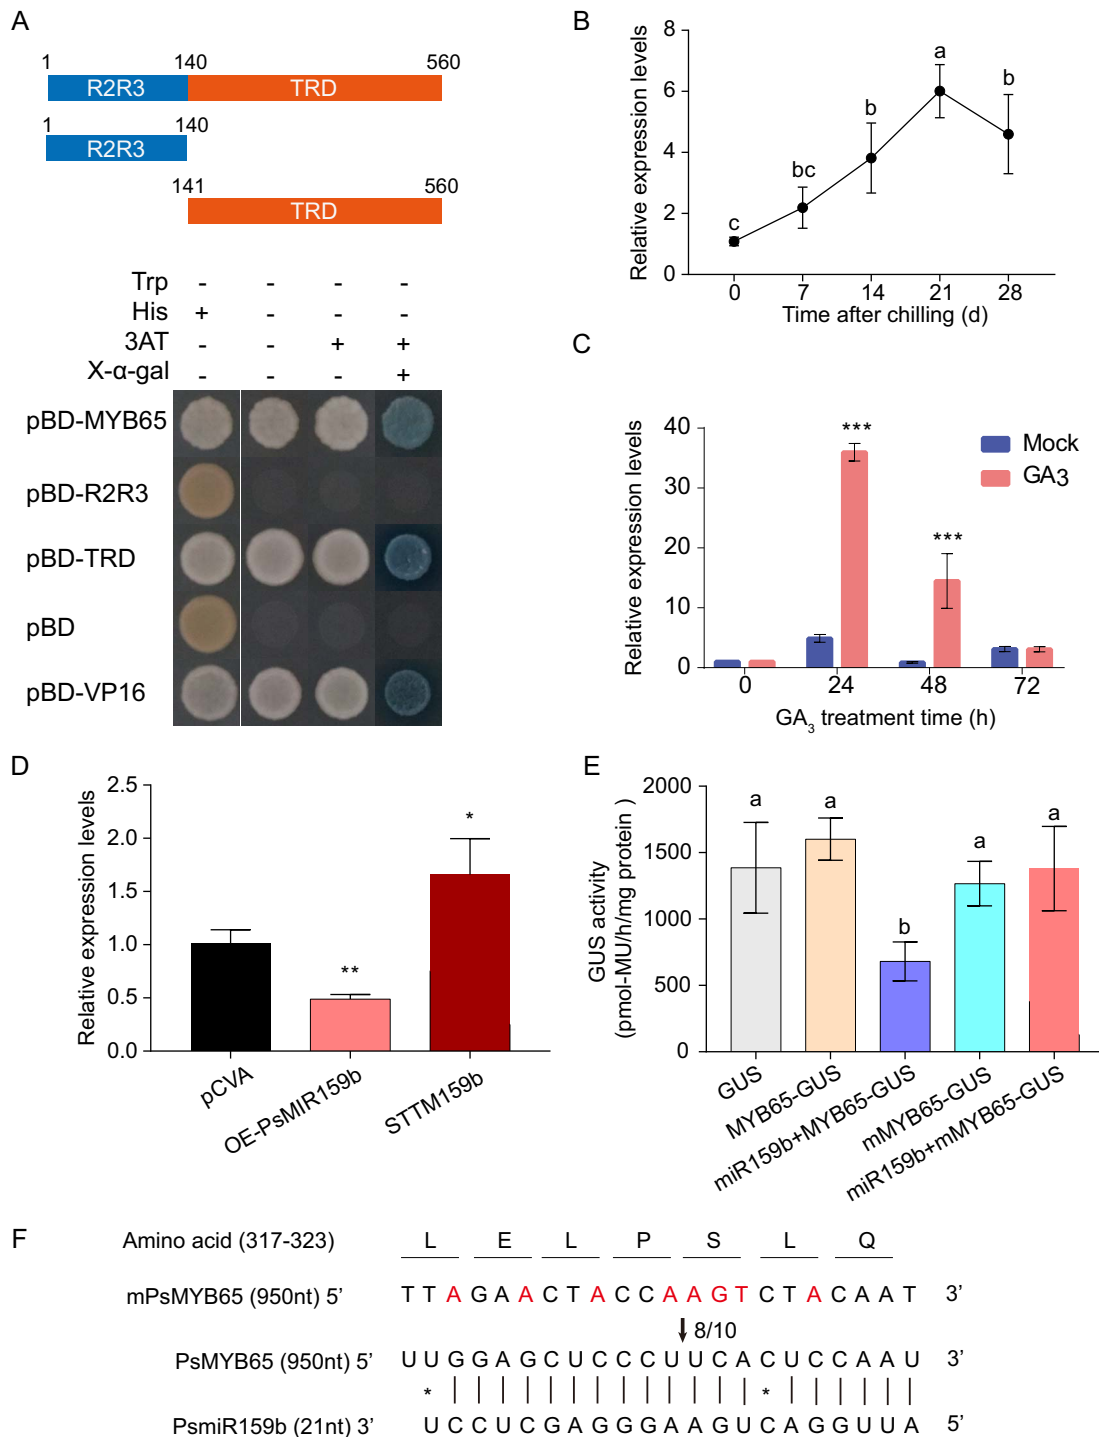 A
1 140 560
R2R3 TRD
1 140
R2R3
141 560
TRD
Trp - - - -
His + - - -
3AT - - + +
X-α-gal - - - +
pBD-MYB65
pBD-R2R3
pBD-TRD
pBD
pBD-VP16
B
Relative expression levels
8
6
4
2
0
c
bc
b
a
b
0 7 14 21 28
Time after chilling (d)
C
Relative expression levels
40
30
20
10
0
***
***
Mock
GA3
0 24 48 72
GA3 treatment time (h)
D
Relative expression levels
2.5
2.0
1.5
1.0
0.5
0.0
**
*
pCVA
OE-PsMIR159b
STTM159b
E
GUS activity
(pmol-MU/h/mg protein )
2000
1500
1000
500
0
a
a
b
a
a
GUS
MYB65-GUS
miR159b+MYB65-GUS
mMYB65-GUS
miR159b+mMYB65-GUS
F
Amino acid (317-323) L E L P S L Q
mPsMYB65 (950nt) 5’ T T A G A A C T A C C A A G T C T A C A A T 3’
8/10
PsMYB65 (950nt) 5’ U U G G A G C U C C C U U C A C U C C A A U 3’
* *
PsmiR159b (21nt) 3’ U C C U C G A G G G A A G U C A G G U U A 5’